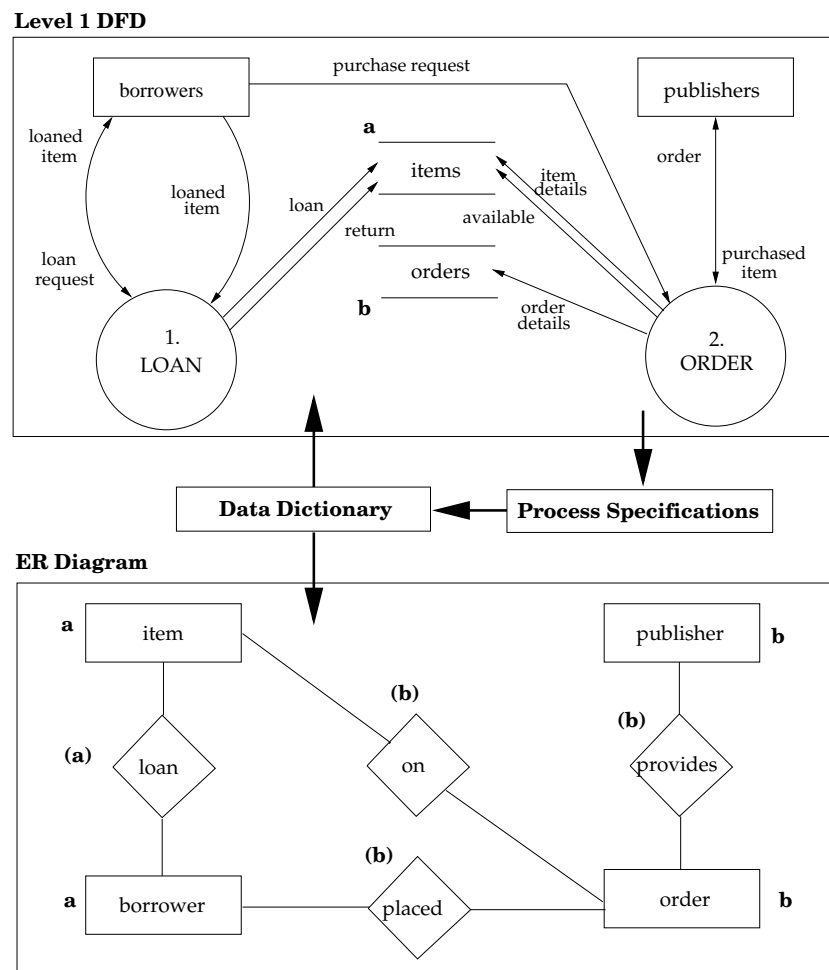 Level 1 DFD
borrowers
purchase request
publishers
loaned
item
a
items
order
loaned
item
item
details
loan
available
return
loan
request
orders
purchased
item
b
order
details
1.
LOAN
2.
ORDER
Data Dictionary
Process Specifications
ER Diagram
a
item
publisher
b
(b)
(a)
loan
on
(b)
provides
(b)
a
borrower
placed
order
b